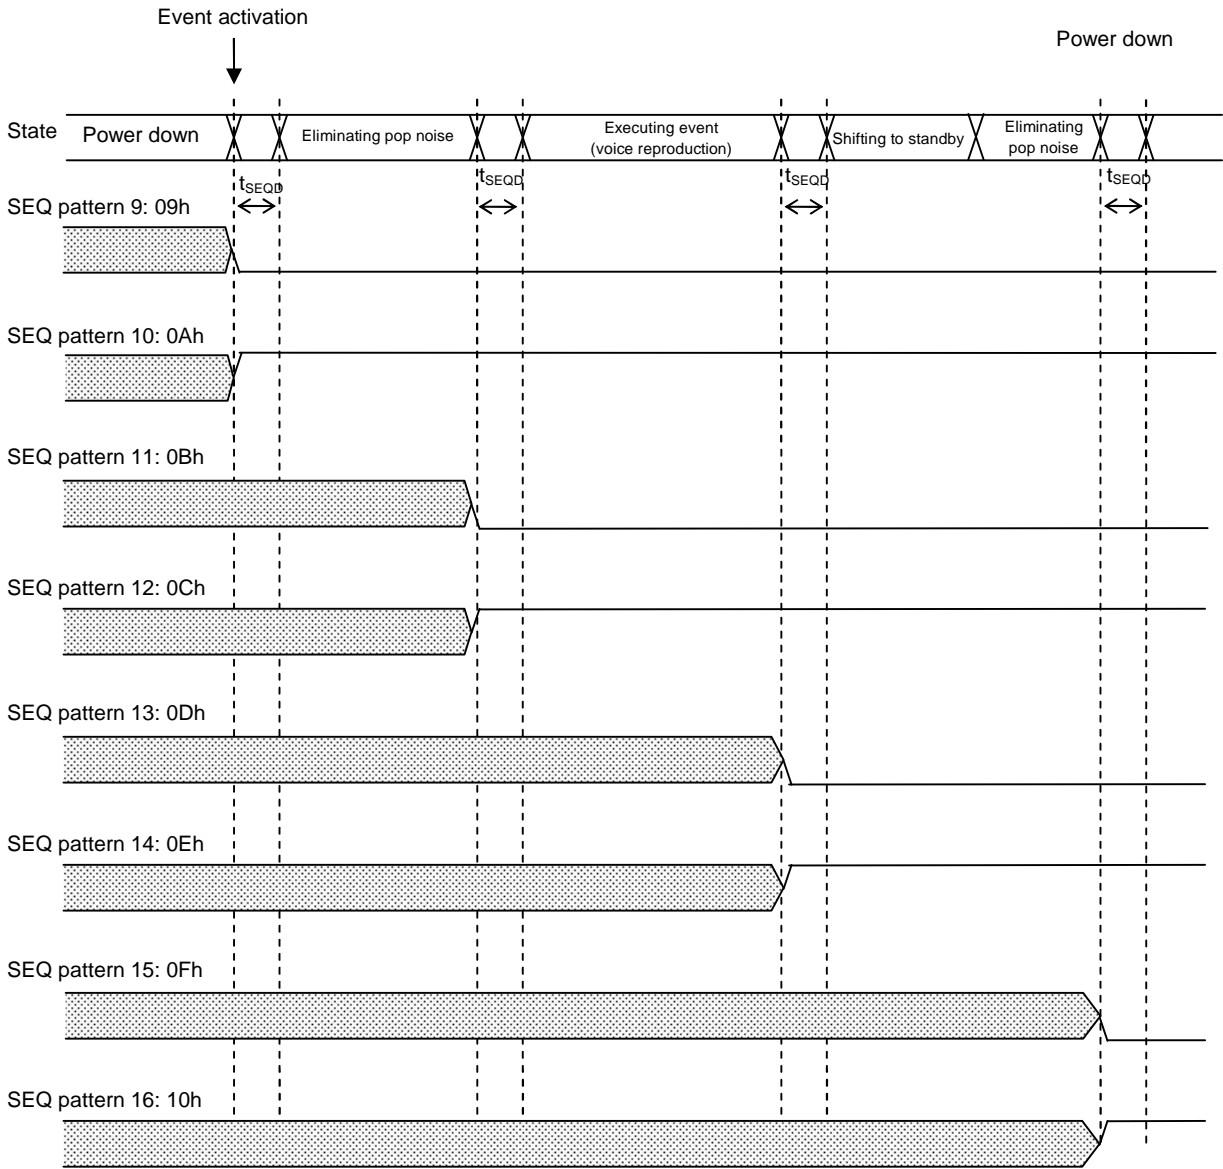 Event activation
Power down
State
Power down
Eliminating pop noise
Executing event
(voice reproduction)
Shifting to standby
Eliminating
pop noise
tSEQD
tSEQD
tSEQD
tSEQD
SEQ pattern 9: 09h
SEQ pattern 10: 0Ah
SEQ pattern 11: 0Bh
SEQ pattern 12: 0Ch
SEQ pattern 13: 0Dh
SEQ pattern 14: 0Eh
SEQ pattern 15: 0Fh
SEQ pattern 16: 10h